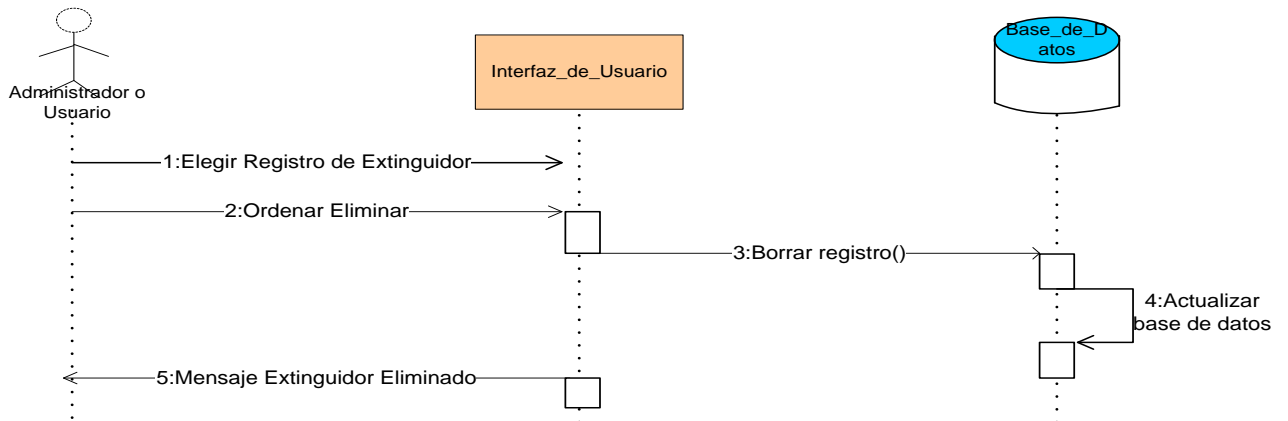 Administrador o
Usuario
Interfaz_de_Usuario
Base_de_D
atos
1:Elegir Registro de Extinguidor
2:Ordenar Eliminar
3:Borrar registro()
4:Actualizar
base de datos
5:Mensaje Extinguidor Eliminado